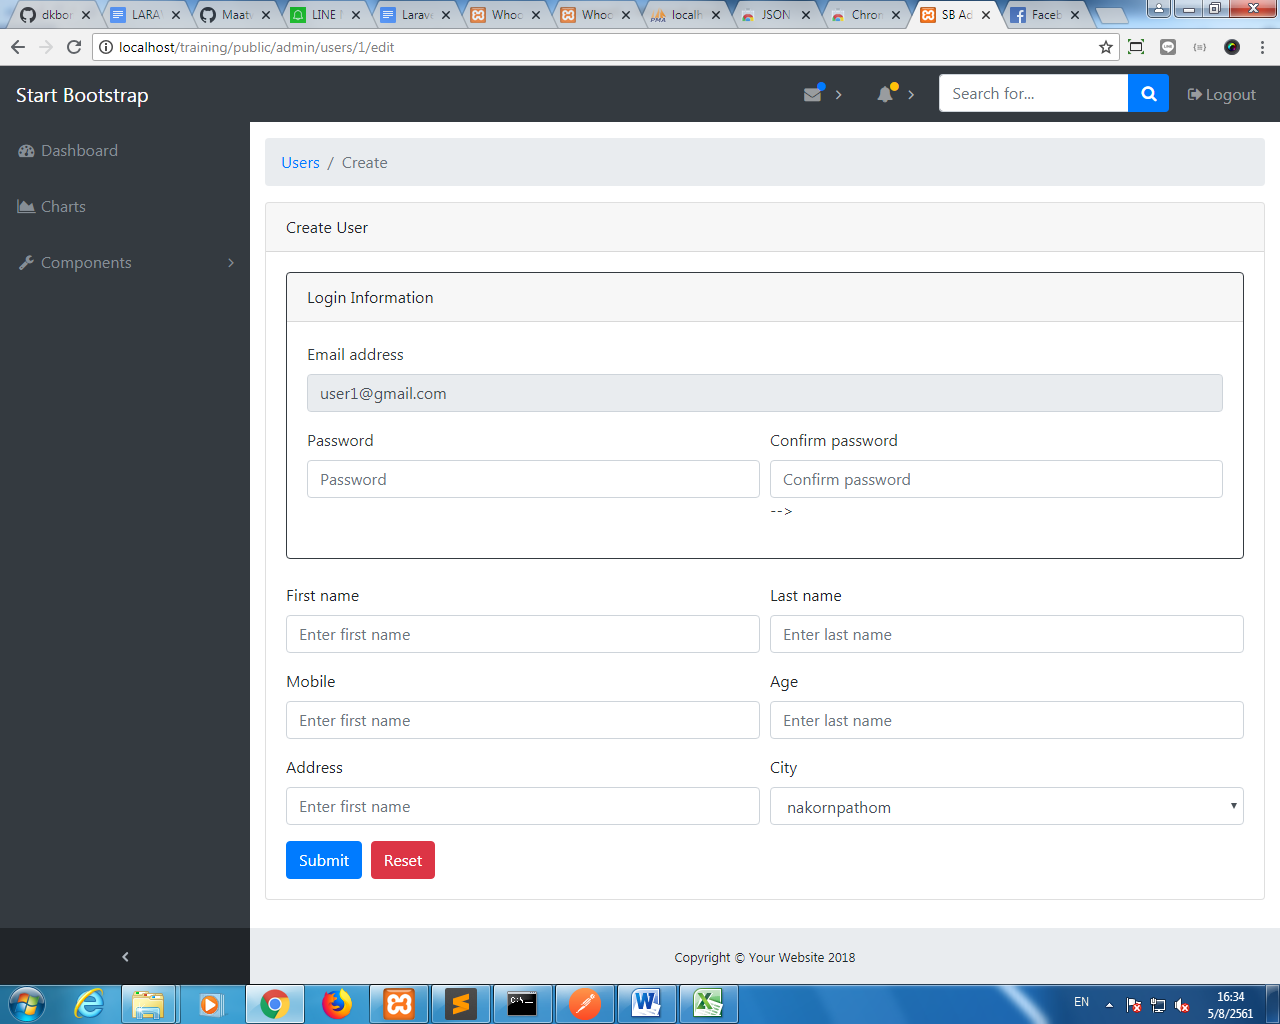 dkbor LARAV Maatw LINE N Larave Whoo Whoo localh JSON Chron SB Ad Faceb
localhost/training/public/admin/users/1/edit
Start Bootstrap
Search for...
Logout
Dashboard
Charts
Components
Users / Create
Create User
Login Information
Email address
user1@gmail.com
Password Confirm password
Password Confirm password
-->
First name Last name
Enter first name Enter last name
Mobile Age
Enter first name Enter last name
Address City
Enter first name nakornpathom
Submit Reset
Copyright © Your Website 2018
EN
16:34
5/8/2561